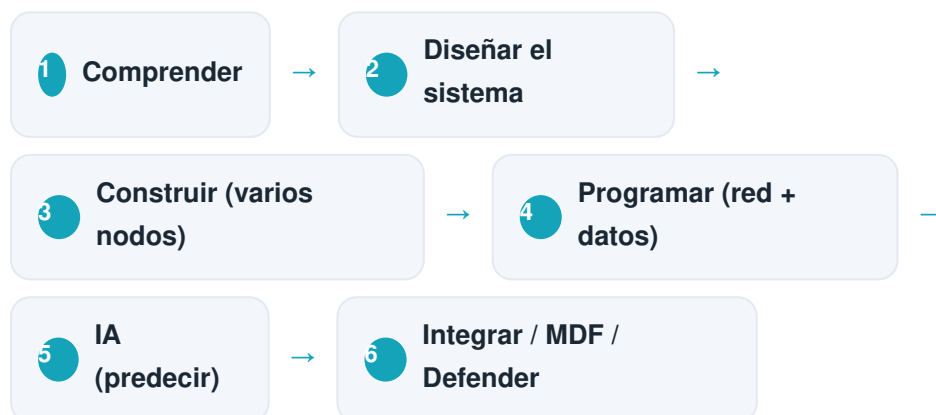 1 Comprender →
2 Diseñar el
sistema →
3 Construir (varios
nodos) →
4 Programar (red +
datos) →
5 IA
(predecir) →
6 Integrar / MDF /
Defender